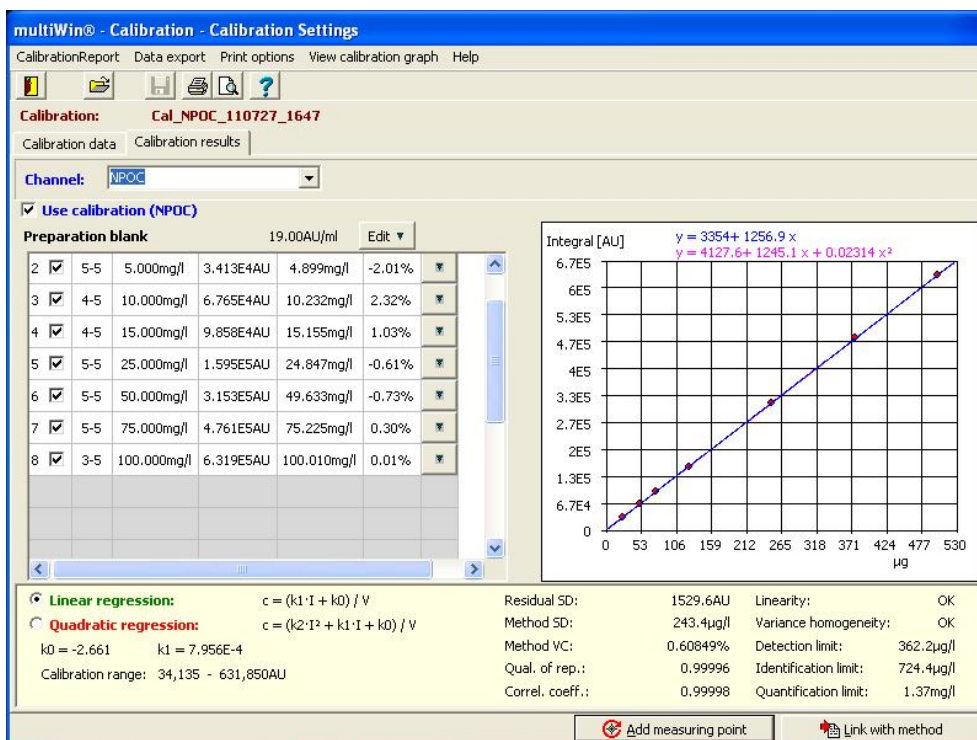 multiWin® - Calibration - Calibration Settings
CalibrationReport Data export Print options View calibration graph Help
Calibration: Cal_NPOC_110727_1647
Calibration data Calibration results
Channel: NPOC
Use calibration (NPOC)
Preparation blank 19.00AU/ml Edit
2 5-5 5.000mg/l 3.413E4AU 4.899mg/l -2.01%
3 4-5 10.000mg/l 6.765E4AU 10.232mg/l 2.32%
4 4-5 15.000mg/l 9.858E4AU 15.155mg/l 1.03%
5 5-5 25.000mg/l 1.595E5AU 24.847mg/l -0.61%
6 5-5 50.000mg/l 3.153E5AU 49.633mg/l -0.73%
7 5-5 75.000mg/l 4.761E5AU 75.225mg/l 0.30%
8 3-5 100.000mg/l 6.319E5AU 100.010mg/l 0.01%
Integral [AU]
y = 3354+ 1256.9 x
y = 4127.6+ 1245.1 x + 0.02314 x²
6.7E5
6E5
5.3E5
4.7E5
4E5
3.3E5
2.7E5
2E5
1.3E5
6.7E4
0
0 53 106 159 212 265 318 371 424 477 530
µg
Linear regression: c = (k1·I + k0) / V
Quadratic regression: c = (k2·I² + k1·I + k0) / V
k0 = -2.661 k1 = 7.956E-4
Calibration range: 34,135 - 631,850AU
Residual SD: 1529.6AU
Method SD: 243.4µg/l
Method VC: 0.60849%
Qual. of rep.: 0.99996
Correl. coeff.: 0.99998
Linearity: OK
Variance homogeneity: OK
Detection limit: 362.2µg/l
Identification limit: 724.4µg/l
Quantification limit: 1.37mg/l
Add measuring point Link with method